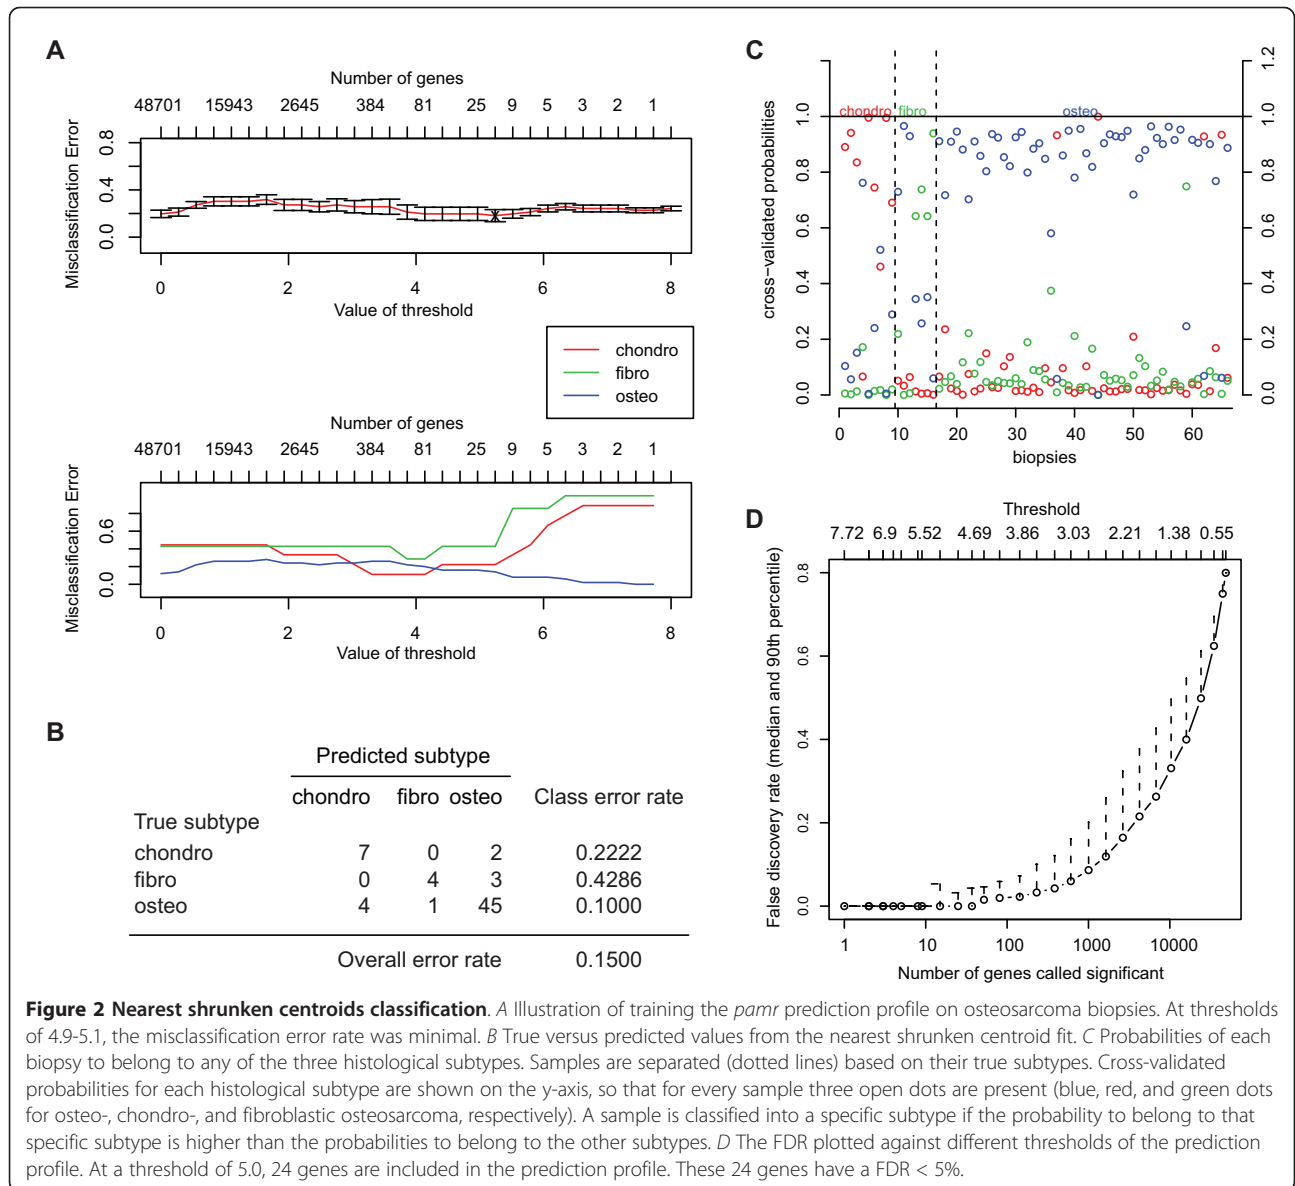 A
Number of genes
48701 15943 2645 384 81 25 9 5 3 2 1
Misclassification Error
0.8
0.4
0.0
0 2 4 6 8
Value of threshold
chondro
fibro
osteo
Number of genes
48701 15943 2645 384 81 25 9 5 3 2 1
Misclassification Error
0.6
0.0
0 2 4 6 8
Value of threshold
B
Predicted subtype
chondro fibro osteo Class error rate
True subtype
chondro 7 0 2 0.2222
fibro 0 4 3 0.4286
osteo 4 1 45 0.1000
Overall error rate 0.1500
C
cross-validated probabilities
chondro fibro osteo
1.0
0.8
0.6
0.4
0.2
0.0
1.2
1.0
0.8
0.6
0.4
0.2
0.0
0 10 20 30 40 50 60
biopsies
D
Threshold
7.72 6.9 5.52 4.69 3.86 3.03 2.21 1.38 0.55
False discovery rate (median and 90th percentile)
0.8
0.6
0.4
0.2
0.0
1 10 100 1000 10000
Number of genes called significant
Figure 2 Nearest shrunken centroids classification. A Illustration of training the pamr prediction profile on osteosarcoma biopsies. At thresholds
of 4.9-5.1, the misclassification error rate was minimal. B True versus predicted values from the nearest shrunken centroid fit. C Probabilities of each
biopsy to belong to any of the three histological subtypes. Samples are separated (dotted lines) based on their true subtypes. Cross-validated
probabilities for each histological subtype are shown on the y-axis, so that for every sample three open dots are present (blue, red, and green dots
for osteo-, chondro-, and fibroblastic osteosarcoma, respectively). A sample is classified into a specific subtype if the probability to belong to that
specific subtype is higher than the probabilities to belong to the other subtypes. D The FDR plotted against different thresholds of the prediction
profile. At a threshold of 5.0, 24 genes are included in the prediction profile. These 24 genes have a FDR < 5%.